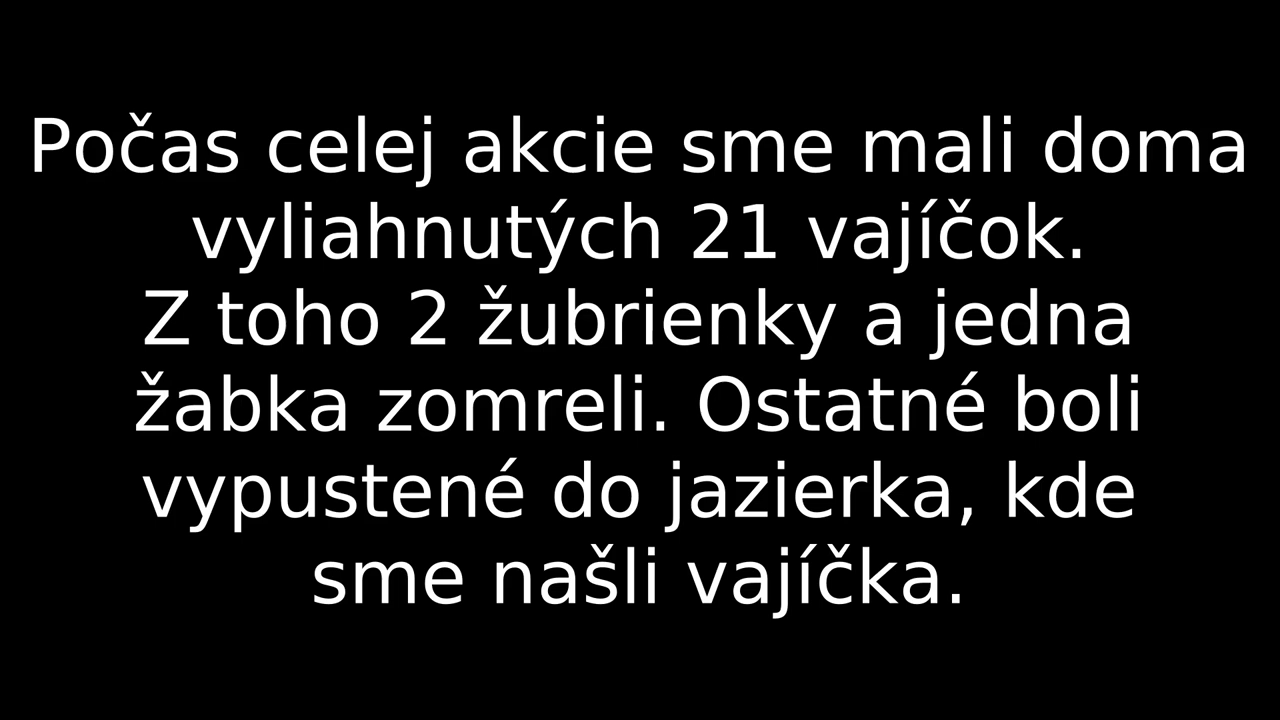 Počas celej akcie sme mali doma
vyliahnutých 21 vajíčok.
Z toho 2 žubrienky a jedna
žabka zomreli. Ostatné boli
vypustené do jazierka, kde
sme našli vajíčka.